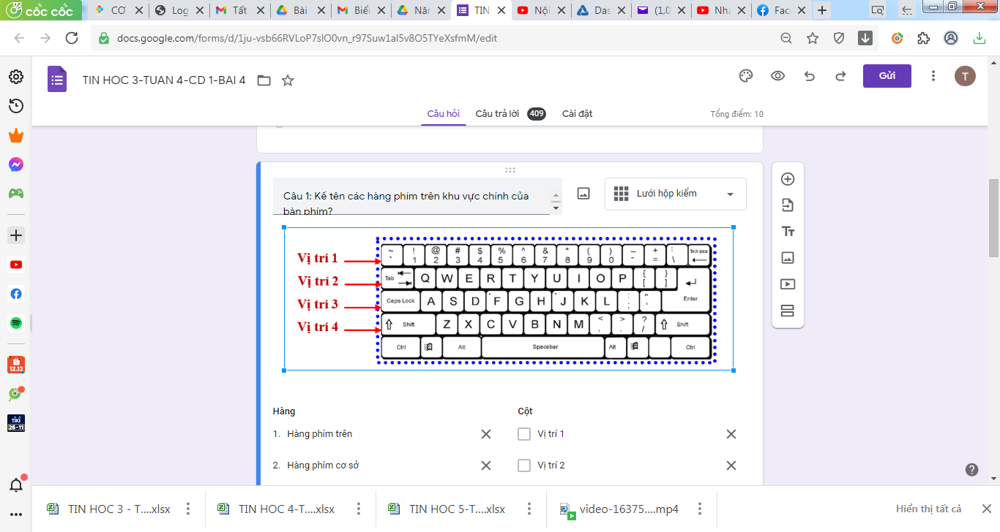 cốc cốc
CƠ
Log
Tất
Bài
Biểu
Năr
TIN
Nội
Das
(1,0
Nha
Face
docs.google.com/forms/d/1ju-vsb66RVLoP7slO0vn_r97Suw1al5v8O5TYeXsfmM/edit
TIN HOC 3-TUAN 4-CD 1-BAI 4
Gửi
T
Câu hỏi
Câu trả lời 409
Cài đặt
Tổng điểm: 10
Câu 1: Kể tên các hàng phím trên khu vực chính của
bàn phím?
Lưới hộp kiểm
Vị trí 1
~ ! @ # $ % ^ & * ( ) _ + ¦ Back space
` 1 2 3 4 5 6 7 8 9 0 - = \
Vị trí 2
Tab Q W E R T Y U I O P { [ } ]
Vị trí 3
Caps Lock A S D F G H J K L : ; " ' Enter
Vị trí 4
Shift Z X C V B N M < , > . ? / Shift
Ctrl Alt Spacebar Alt Ctrl
Hàng
Cột
1. Hàng phím trên
Vị trí 1
2. Hàng phím cơ sở
Vị trí 2
12.12
TIKI
26-11
TIN HOC 3 - T....xlsx
TIN HOC 4-T....xlsx
TIN HOC 5-T....xlsx
video-16375....mp4
Hiển thị tất cả